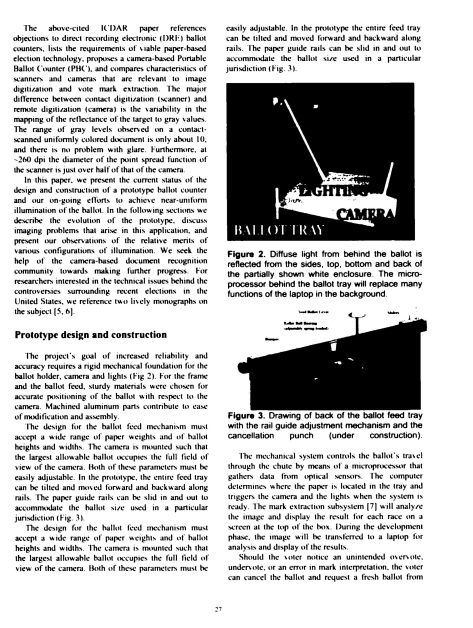 The above-cited ICDAR paper references
objections to direct recording electronic (DRE) ballot
counters, lists the requirements of viable paper-based
election technology, proposes a camera-based Portable
Ballot Counter (PBC), and compares characteristics of
scanners and cameras that are relevant to image
digitization and vote mark extraction. The major
difference between contact digitization (scanner) and
remote digitization (camera) is the variability in the
mapping of the reflectance of the target to gray values.
The range of gray levels observed on a contact-
scanned uniformly colored document is only about 10,
and there is no problem with glare. Furthermore, at
~260 dpi the diameter of the point spread function of
the scanner is just over half of that of the camera.
In this paper, we present the current status of the
design and construction of a prototype ballot counter
and our on-going efforts to achieve near-uniform
illumination of the ballot. In the following sections we
describe the evolution of the prototype, discuss
imaging problems that arise in this application, and
present our observations of the relative merits of
various configurations of illumination. We seek the
help of the camera-based document recognition
community towards making further progress. For
researchers interested in the technical issues behind the
controversies surrounding recent elections in the
United States, we reference two lively monographs on
the subject [5, 6].
Prototype design and construction
The project's goal of increased reliability and
accuracy requires a rigid mechanical foundation for the
ballot holder, camera and lights (Fig 2). For the frame
and the ballot feed, sturdy materials were chosen for
accurate positioning of the ballot with respect to the
camera. Machined aluminum parts contribute to ease
of modification and assembly.
The design for the ballot feed mechanism must
accept a wide range of paper weights and of ballot
heights and widths. The camera is mounted such that
the largest allowable ballot occupies the full field of
view of the camera. Both of these parameters must be
easily adjustable. In the prototype, the entire feed tray
can be tilted and moved forward and backward along
rails. The paper guide rails can be slid in and out to
accommodate the ballot size used in a particular
jurisdiction (Fig. 3).
The design for the ballot feed mechanism must
accept a wide range of paper weights and of ballot
heights and widths. The camera is mounted such that
the largest allowable ballot occupies the full field of
view of the camera. Both of these parameters must be
easily adjustable. In the prototype the entire feed tray
can be tilted and moved forward and backward along
rails. The paper guide rails can be slid in and out to
accommodate the ballot size used in a particular
jurisdiction (Fig. 3).
LIGHTING
CAMERA
BALLOT TRAY
Figure 2. Diffuse light from behind the ballot is
reflected from the sides, top, bottom and back of
the partially shown white enclosure. The micro-
processor behind the ballot tray will replace many
functions of the laptop in the background.
Figure 3. Drawing of back of the ballot feed tray
with the rail guide adjustment mechanism and the
cancellation punch (under construction).
The mechanical system controls the ballot's travel
through the chute by means of a microprocessor that
gathers data from optical sensors. The computer
determines where the paper is located in the tray and
triggers the camera and the lights when the system is
ready. The mark extraction subsystem [7] will analyze
the image and display the result for each race on a
screen at the top of the box. During the development
phase, the image will be transferred to a laptop for
analysis and display of the results.
Should the voter notice an unintended overvote,
undervote, or an error in mark interpretation, the voter
can cancel the ballot and request a fresh ballot from
27